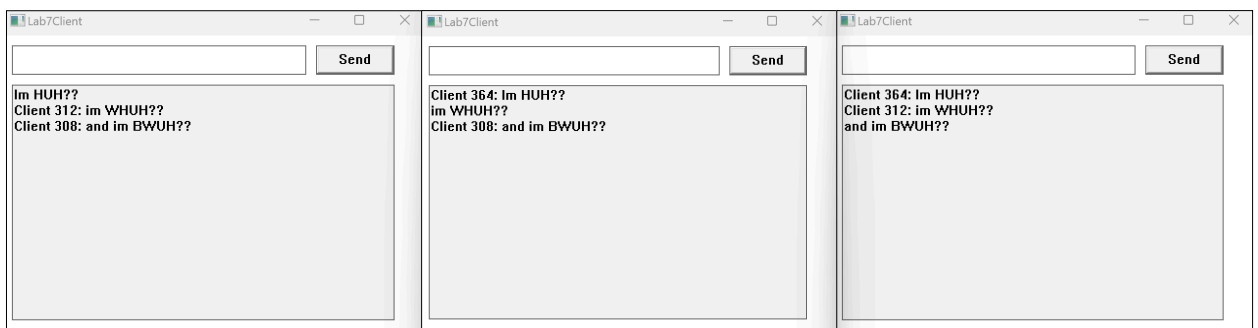 Lab7Client
Send
Im HUH??
Client 312: im WHUH??
Client 308: and im BWUH??
Lab7Client
Send
Client 364: Im HUH??
im WHUH??
Client 308: and im BWUH??
Lab7Client
Send
Client 364: Im HUH??
Client 312: im WHUH??
and im BWUH??